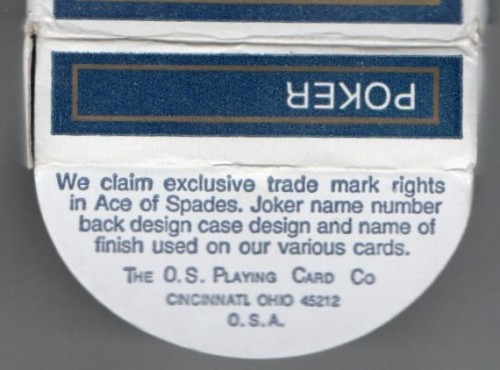 POKER
We claim exclusive trade mark rights
in Ace of Spades. Joker name number
back design case design and name of
finish used on our various cards.
THE O.S. PLAYING CARD CO
CINCINNATL OHIO 45212
O.S.A.